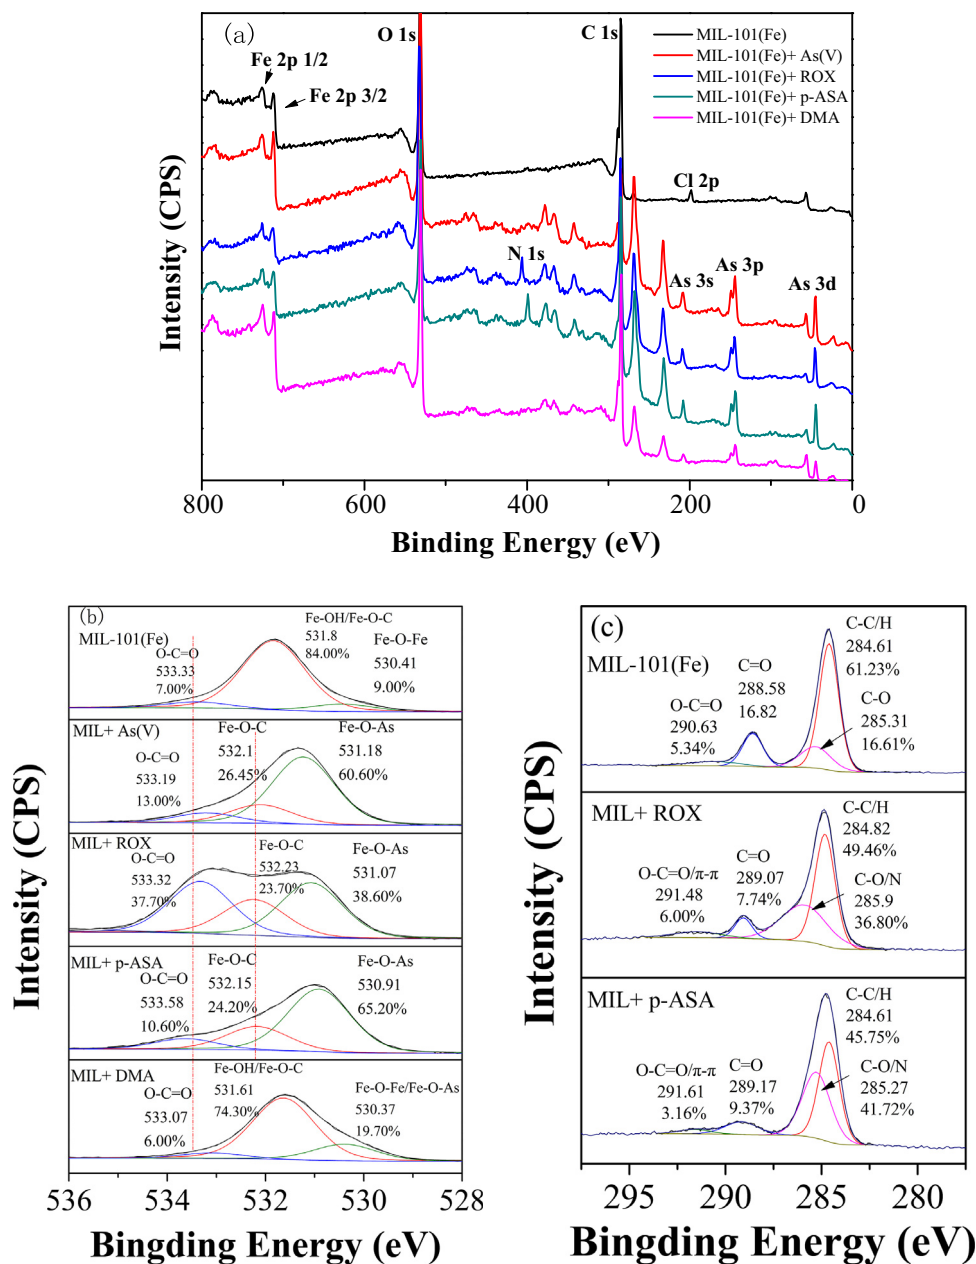 (a)
O 1s
C 1s
MIL-101(Fe)
MIL-101(Fe)+ As(V)
MIL-101(Fe)+ ROX
MIL-101(Fe)+ p-ASA
MIL-101(Fe)+ DMA
Fe 2p 1/2
Fe 2p 3/2
Cl 2p
N 1s
As 3s
As 3p
As 3d
Intensity (CPS)
800
600
400
200
0
Binding Energy (eV)
(b)
MIL-101(Fe)
O-C=O
533.33
7.00%
Fe-OH/Fe-O-C
531.8
84.00%
Fe-O-Fe
530.41
9.00%
MIL+ As(V)
O-C=O
533.19
13.00%
Fe-O-C
532.1
26.45%
Fe-O-As
531.18
60.60%
MIL+ ROX
O-C=O
533.32
37.70%
Fe-O-C
532.23
23.70%
Fe-O-As
531.07
38.60%
MIL+ p-ASA
O-C=O
533.58
10.60%
Fe-O-C
532.15
24.20%
Fe-O-As
530.91
65.20%
MIL+ DMA
O-C=O
533.07
6.00%
Fe-OH/Fe-O-C
531.61
74.30%
Fe-O-Fe/Fe-O-As
530.37
19.70%
Intensity (CPS)
536
534
532
530
528
Bingding Energy (eV)
(c)
MIL-101(Fe)
O-C=O
290.63
5.34%
C=O
288.58
16.82
C-C/H
284.61
61.23%
C-O
285.31
16.61%
MIL+ ROX
O-C=O/π-π
291.48
6.00%
C=O
289.07
7.74%
C-C/H
284.82
49.46%
C-O/N
285.9
36.80%
MIL+ p-ASA
O-C=O/π-π
291.61
3.16%
C=O
289.17
9.37%
C-C/H
284.61
45.75%
C-O/N
285.27
41.72%
Intensity (CPS)
295
290
285
280
Bingding Energy (eV)